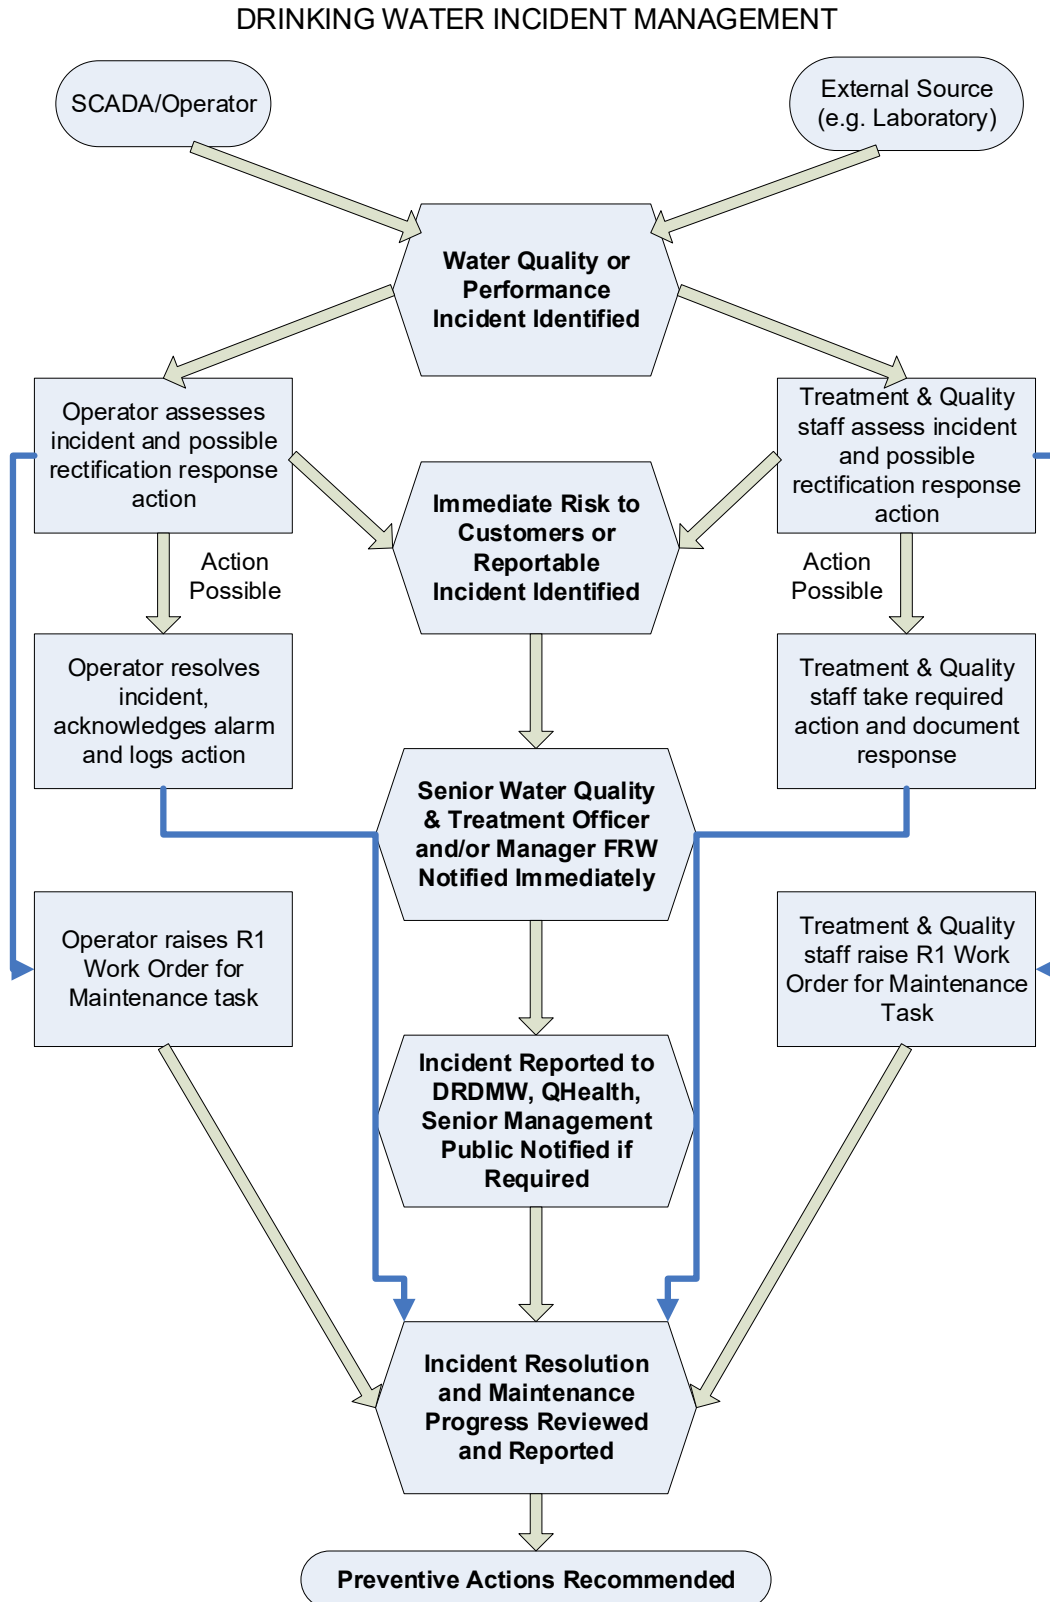 DRINKING WATER INCIDENT MANAGEMENT
SCADA/Operator
External Source
(e.g. Laboratory)
Water Quality or
Performance
Incident Identified
Operator assesses
incident and possible
rectification response
action
Treatment & Quality
staff assess incident
and possible
rectification response
action
Immediate Risk to
Customers or
Reportable
Incident Identified
Action
Possible
Action
Possible
Operator resolves
incident,
acknowledges alarm
and logs action
Treatment & Quality
staff take required
action and document
response
Senior Water Quality
& Treatment Officer
and/or Manager FRW
Notified Immediately
Operator raises R1
Work Order for
Maintenance task
Treatment & Quality
staff raise R1 Work
Order for Maintenance
Task
Incident Reported to
DRDMW, QHealth,
Senior Management
Public Notified if
Required
Incident Resolution
and Maintenance
Progress Reviewed
and Reported
Preventive Actions Recommended